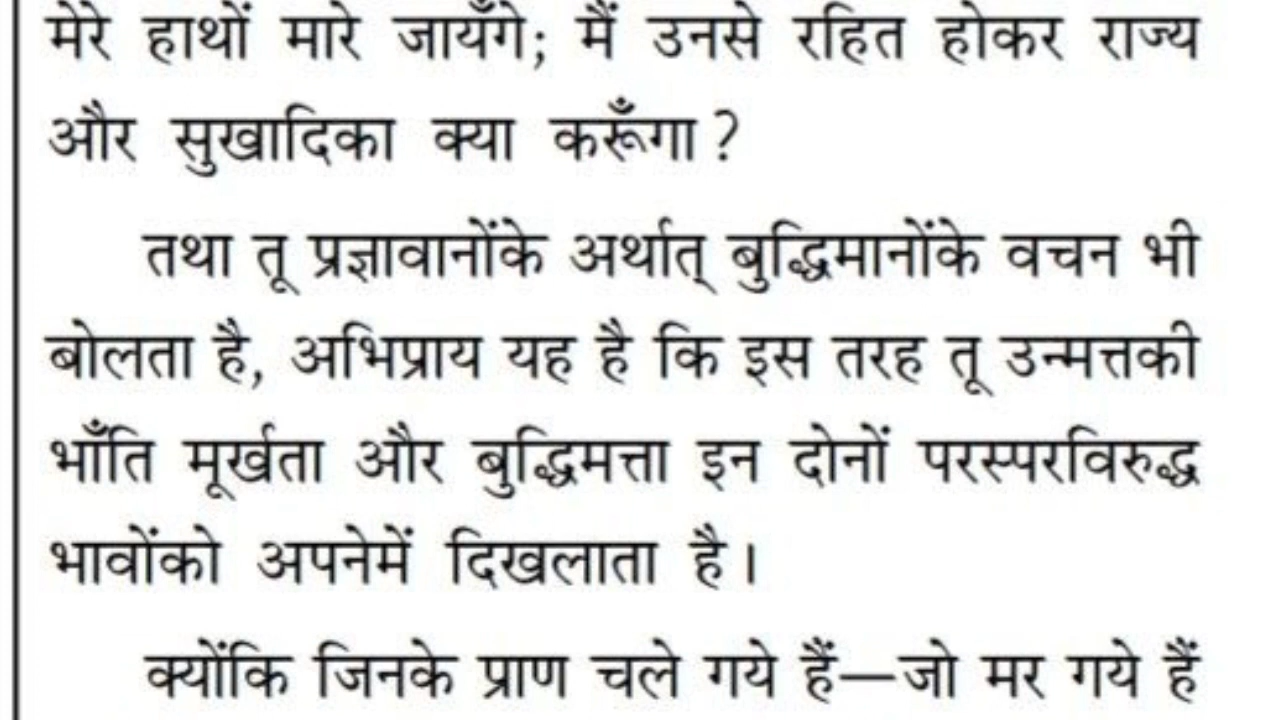 मेरे हाथों मारे जायँगे; मैं उनसे रहित होकर राज्य
और सुखादिका क्या करूँगा?
तथा तू प्रज्ञावानोंके अर्थात् बुद्धिमानोंके वचन भी
बोलता है, अभिप्राय यह है कि इस तरह तू उन्मत्तकी
भाँति मूर्खता और बुद्धिमत्ता इन दोनों परस्परविरुद्ध
भावोंको अपनेमें दिखलाता है।
क्योंकि जिनके प्राण चले गये हैं—जो मर गये हैं